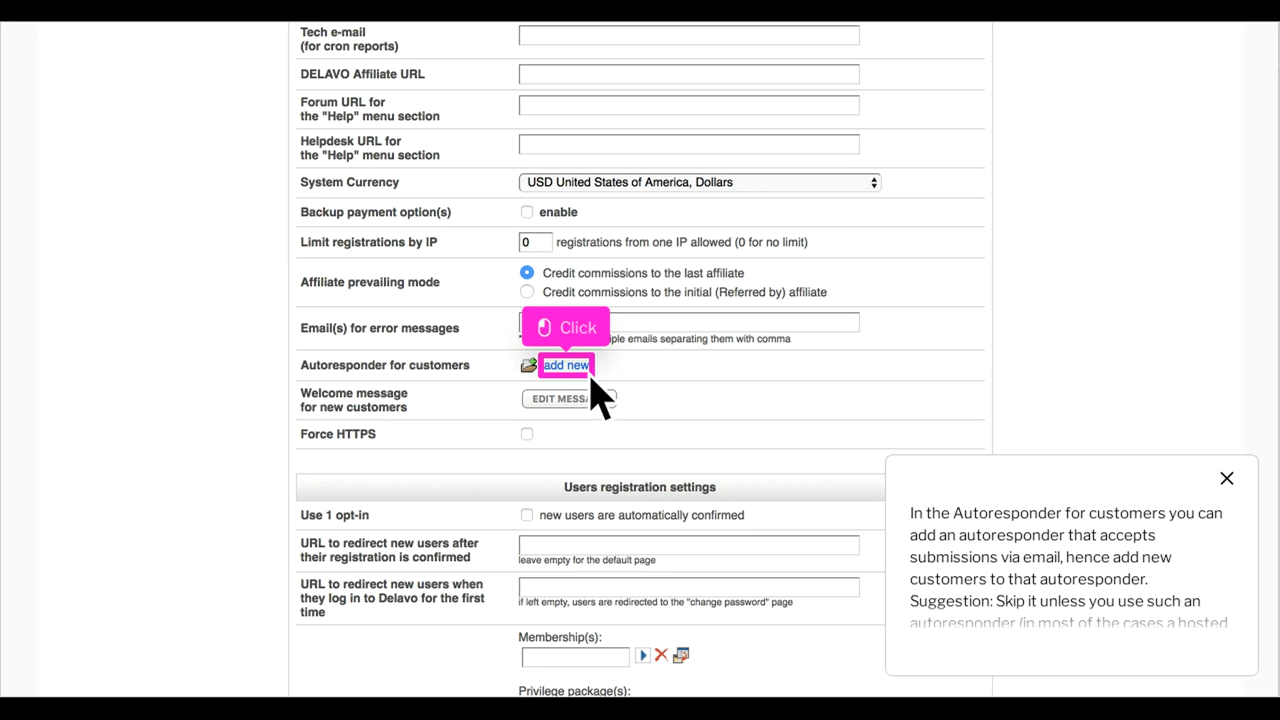 Tech e-mail
(for cron reports)
DELAVO Affiliate URL
Forum URL for
the "Help" menu section
Helpdesk URL for
the "Help" menu section
System Currency
USD United States of America, Dollars
Backup payment option(s)
enable
Limit registrations by IP
0 registrations from one IP allowed (0 for no limit)
Affiliate prevailing mode
Credit commissions to the last affiliate
Credit commissions to the initial (Referred by) affiliate
Click
Email(s) for error messages
emails separating them with comma
Autoresponder for customers
add new
Welcome message
for new customers
EDIT
Force HTTPS
Users registration settings
Use 1 opt-in
new users are automatically confirmed
URL to redirect new users after
their registration is confirmed
leave empty for the default page
URL to redirect new users when
they log in to Delavo for the first
time
if left empty, users are redirected to the "change password" page
Membership(s):
Privilege package(s):
In the Autoresponder for customers you can
add an autoresponder that accepts
submissions via email, hence add new
customers to that autoresponder.
Suggestion: Skip it unless you use such an
autoresponder (in most of the cases a hosted